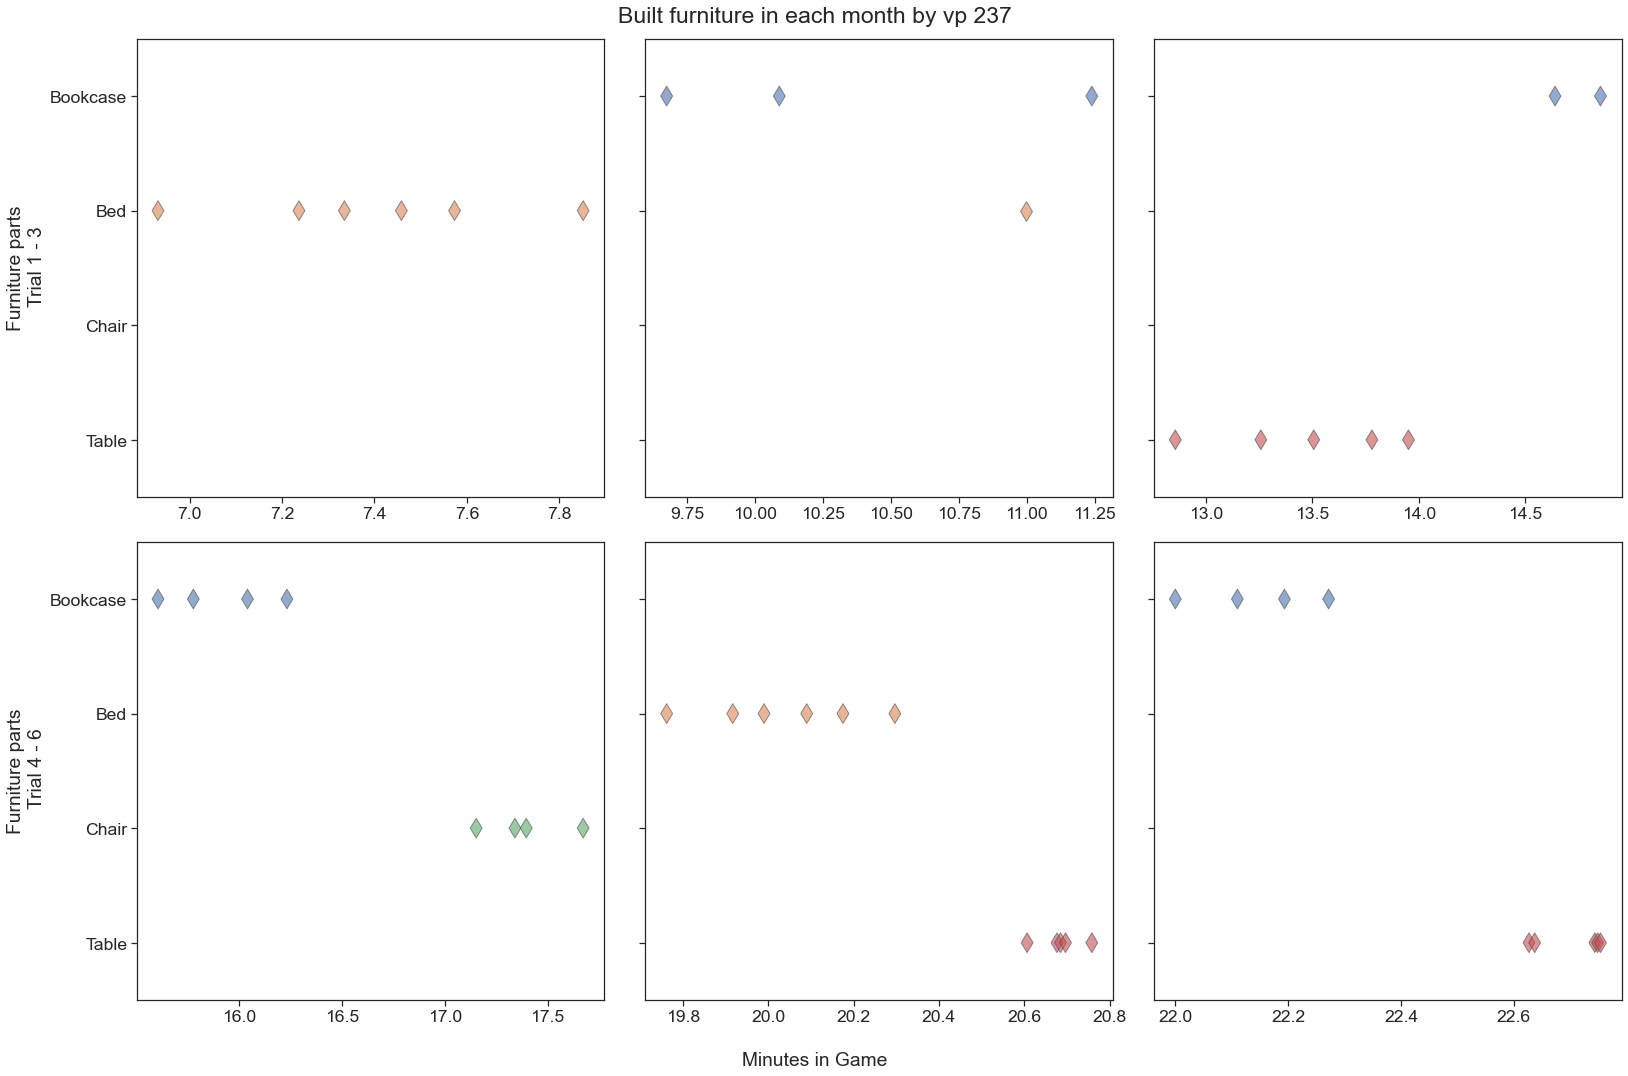 Built furniture in each month by vp 237
Furniture parts
Trial 1 - 3
Bookcase
Bed
Chair
Table
7.0 7.2 7.4 7.6 7.8
9.75 10.00 10.25 10.50 10.75 11.00 11.25
13.0 13.5 14.0 14.5
Furniture parts
Trial 4 - 6
Bookcase
Bed
Chair
Table
16.0 16.5 17.0 17.5
19.8 20.0 20.2 20.4 20.6 20.8
22.0 22.2 22.4 22.6
Minutes in Game